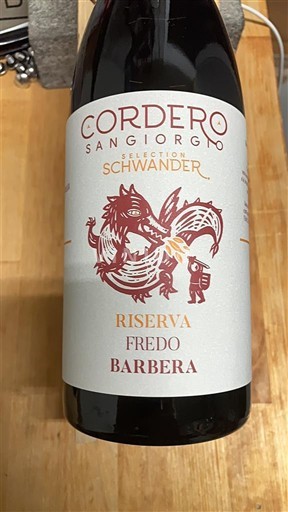 CORDERO
SANGIORGIO
SELECTION
SCHWANDER
RISERVA
FREDO
BARBERA